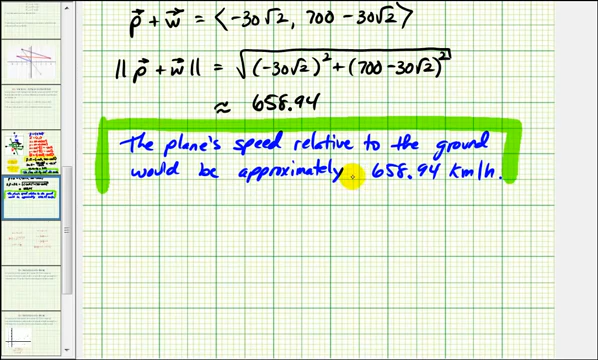 p⃗ + w⃗ = ⟨-30√2, 700 - 30√2⟩
||p⃗ + w⃗|| = √((-30√2)² + (700 - 30√2)²)
≈ 658.94
The plane's speed relative to the ground
would be approximately 658.94 km/h.